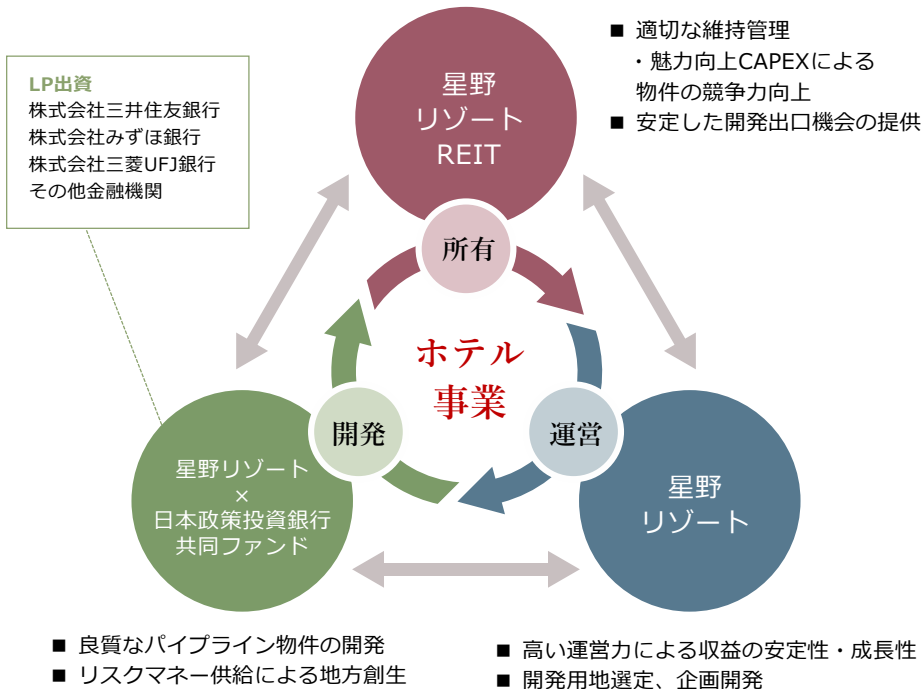 ■ 適切な維持管理
・魅力向上CAPEXによる
物件の競争力向上
■ 安定した開発出口機会の提供
LP出資
株式会社三井住友銀行
株式会社みずほ銀行
株式会社三菱UFJ銀行
その他金融機関
星野
リゾート
REIT
所有
ホテル
事業
開発
運営
星野リゾート
×
日本政策投資銀行
共同ファンド
星野
リゾート
■ 良質なパイプライン物件の開発
■ リスクマネー供給による地方創生
■ 高い運営力による収益の安定性・成長性
■ 開発用地選定、企画開発